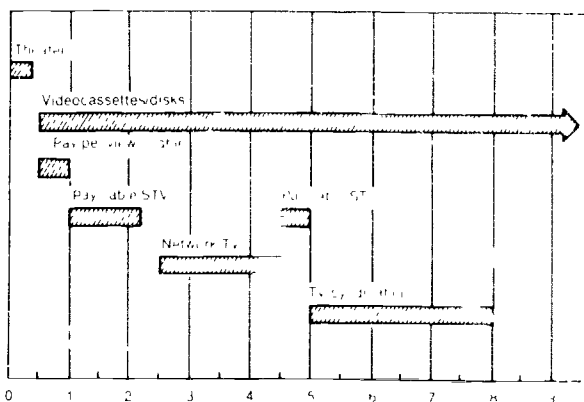 Theater
Videocassettes/disks
Pay per view
Pay cable STV
Network TV
0 1 2 3 4 5 6 7 8 9